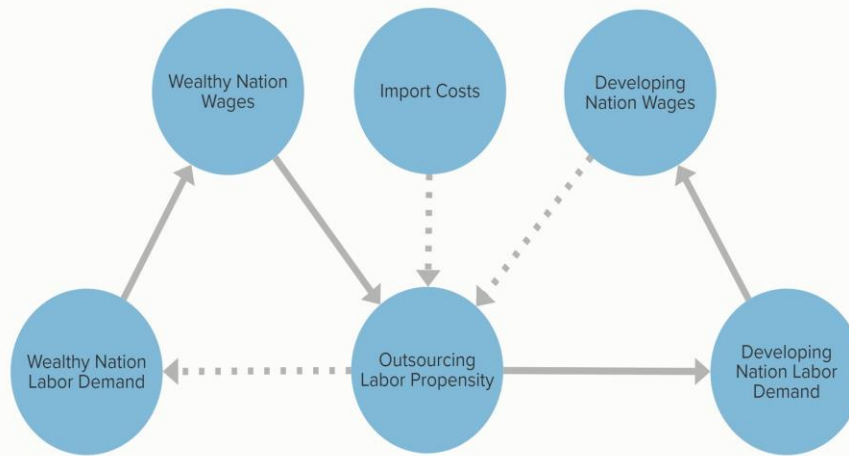 Wealthy Nation
Wages
Import Costs
Developing
Nation Wages
Wealthy Nation
Labor Demand
Outsourcing
Labor Propensity
Developing
Nation Labor
Demand